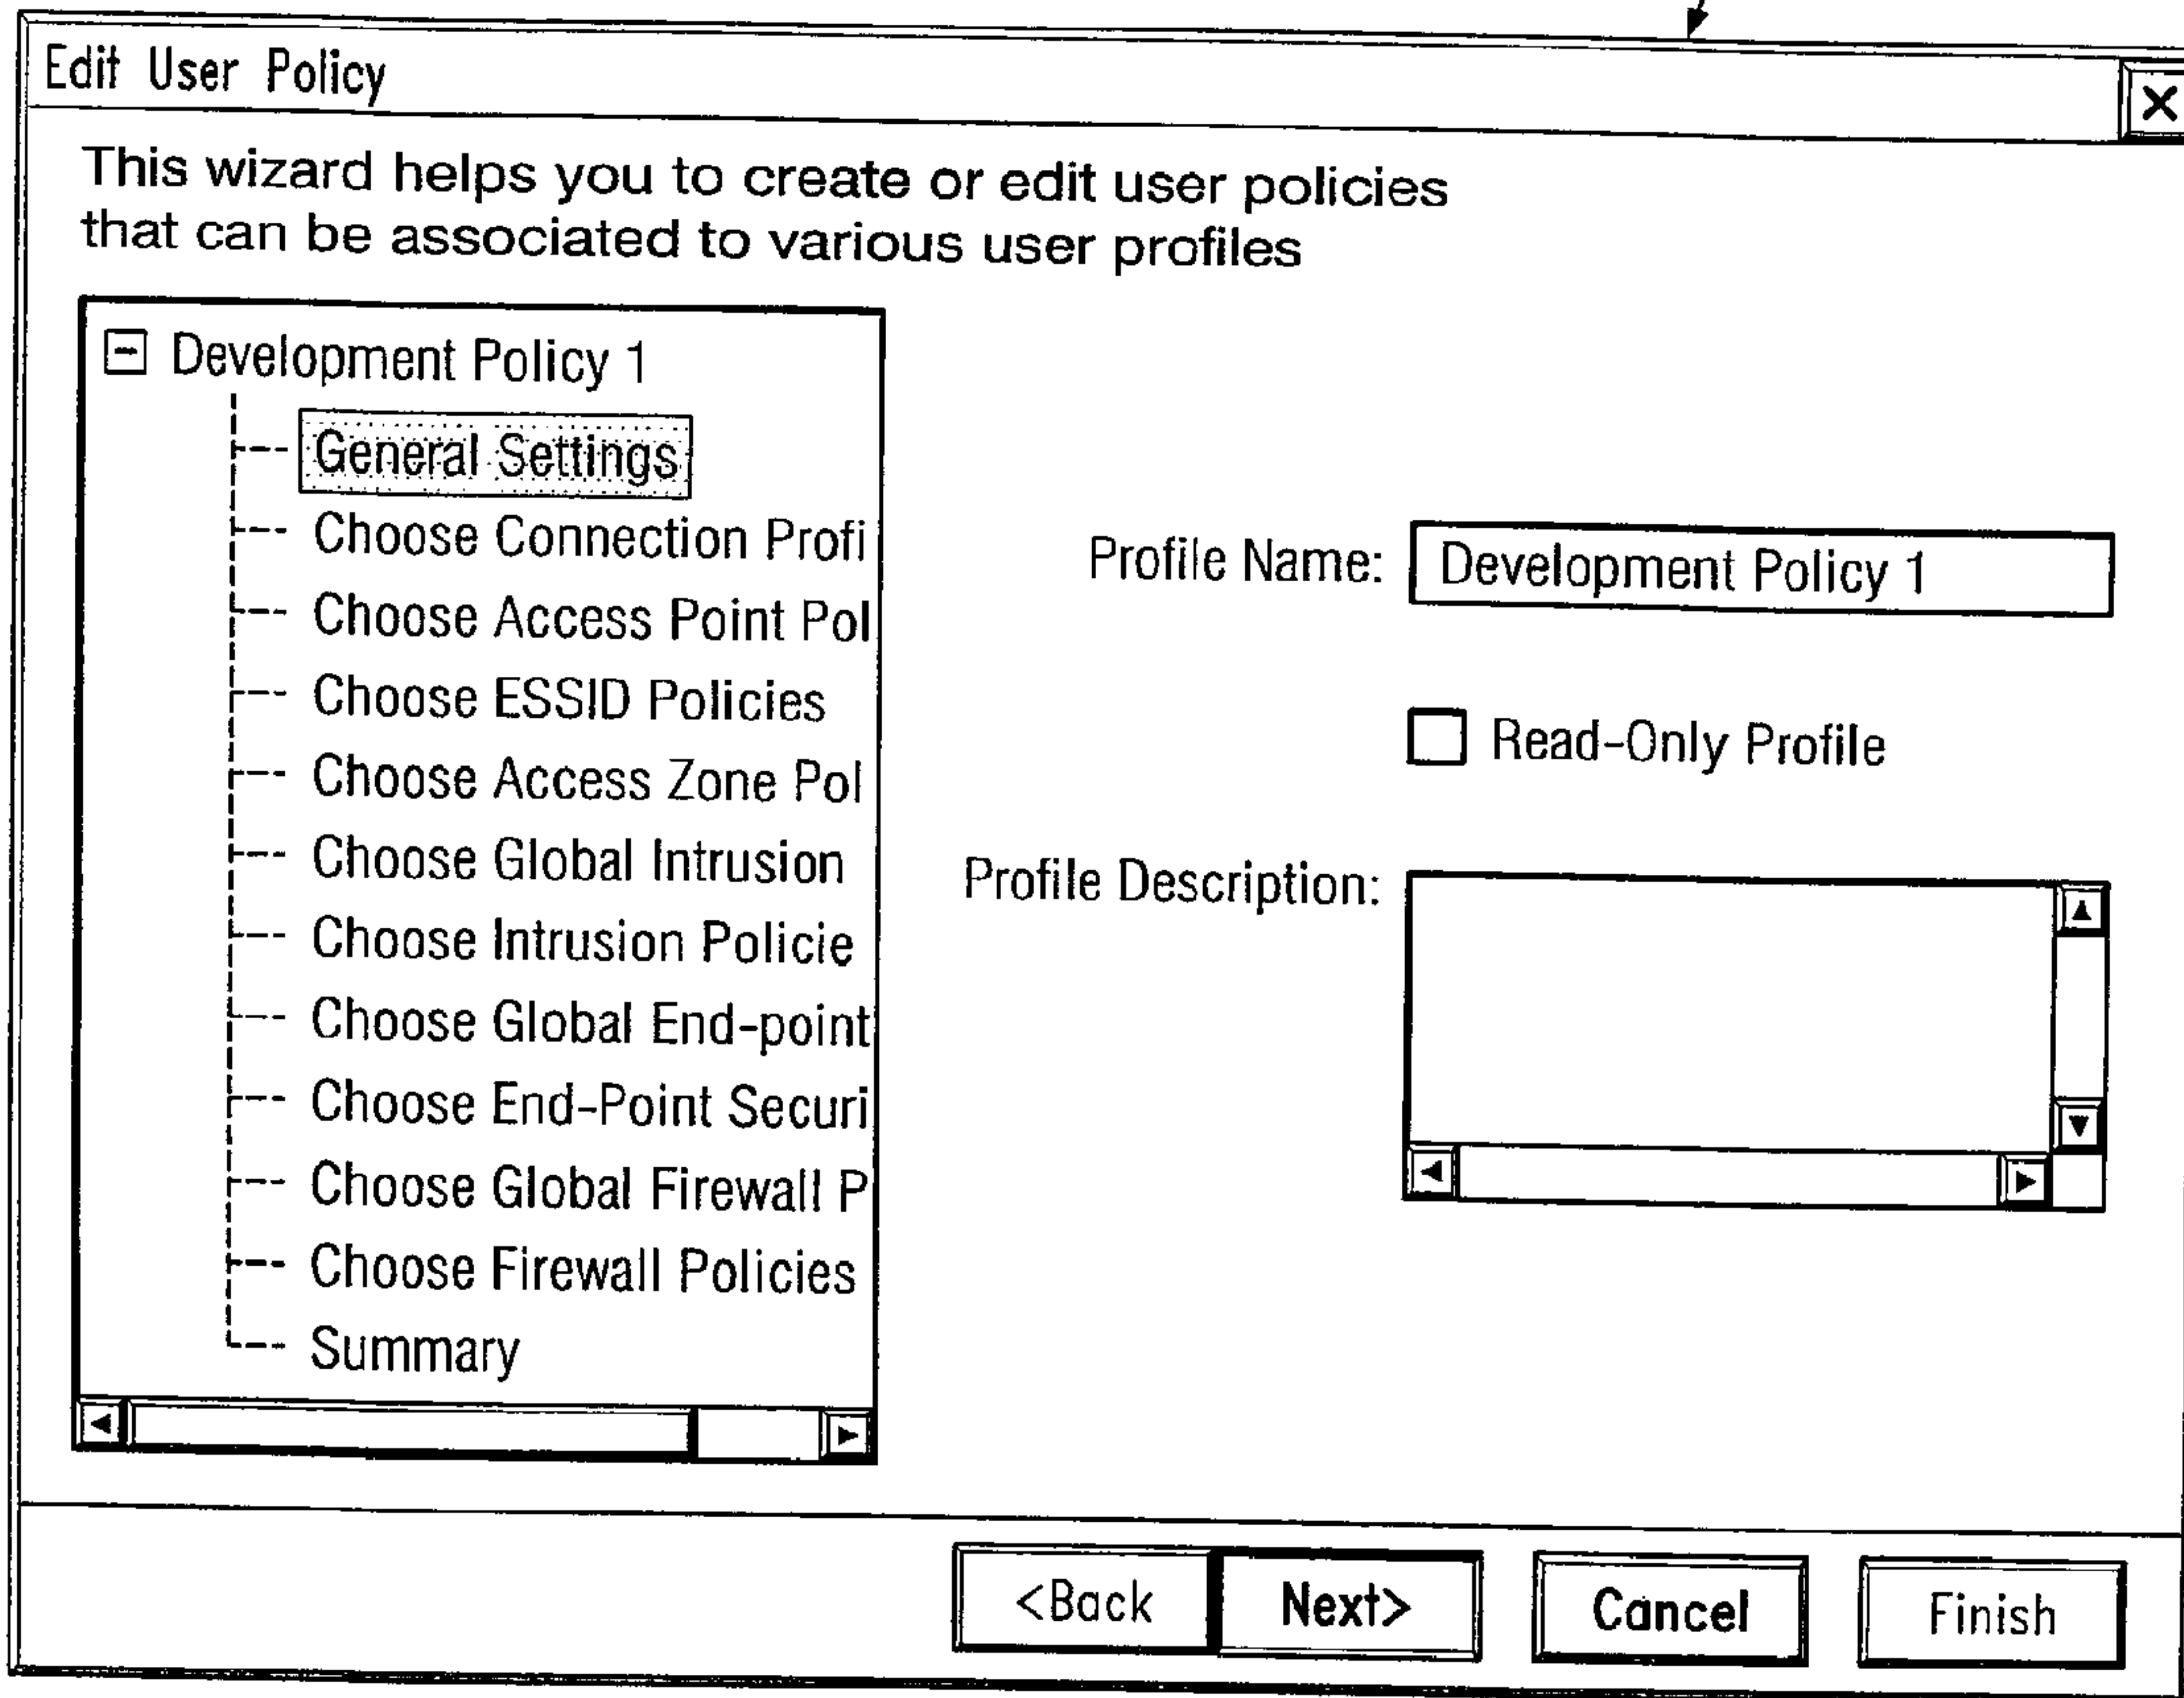 Edit User Policy
This wizard helps you to create or edit user policies
that can be associated to various user profiles
Development Policy 1
General Settings
Choose Connection Profi
Choose Access Point Pol
Choose ESSID Policies
Choose Access Zone Pol
Choose Global Intrusion
Choose Intrusion Policie
Choose Global End-point
Choose End-Point Securi
Choose Global Firewall P
Choose Firewall Policies
Summary
Profile Name: Development Policy 1
Read-Only Profile
Profile Description:
<Back Next> Cancel Finish